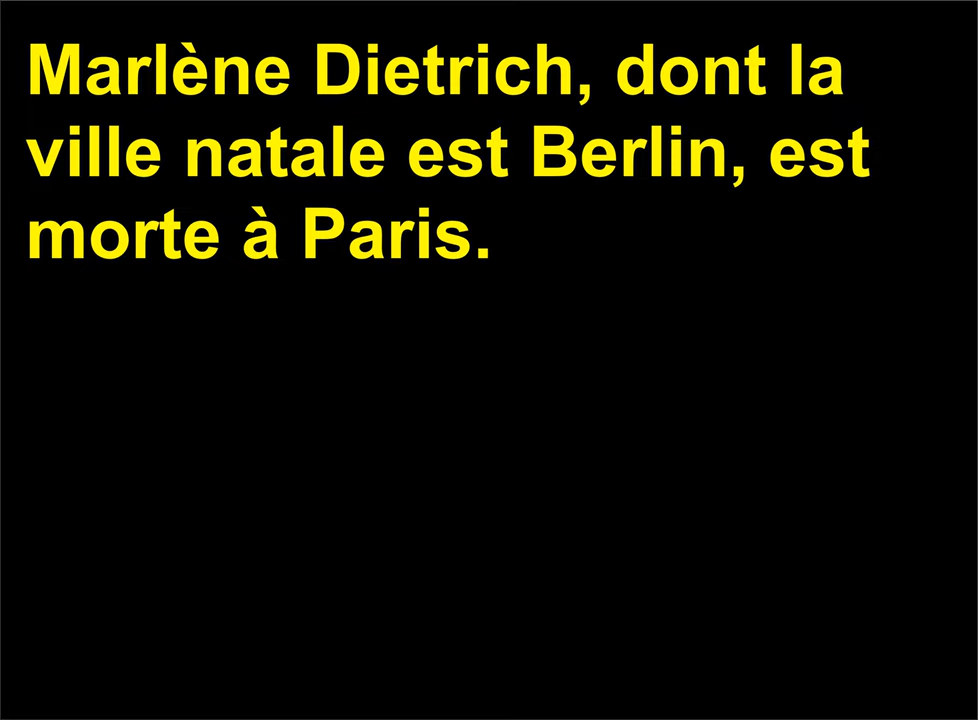 Marlène Dietrich, dont la
ville natale est Berlin, est
morte à Paris.